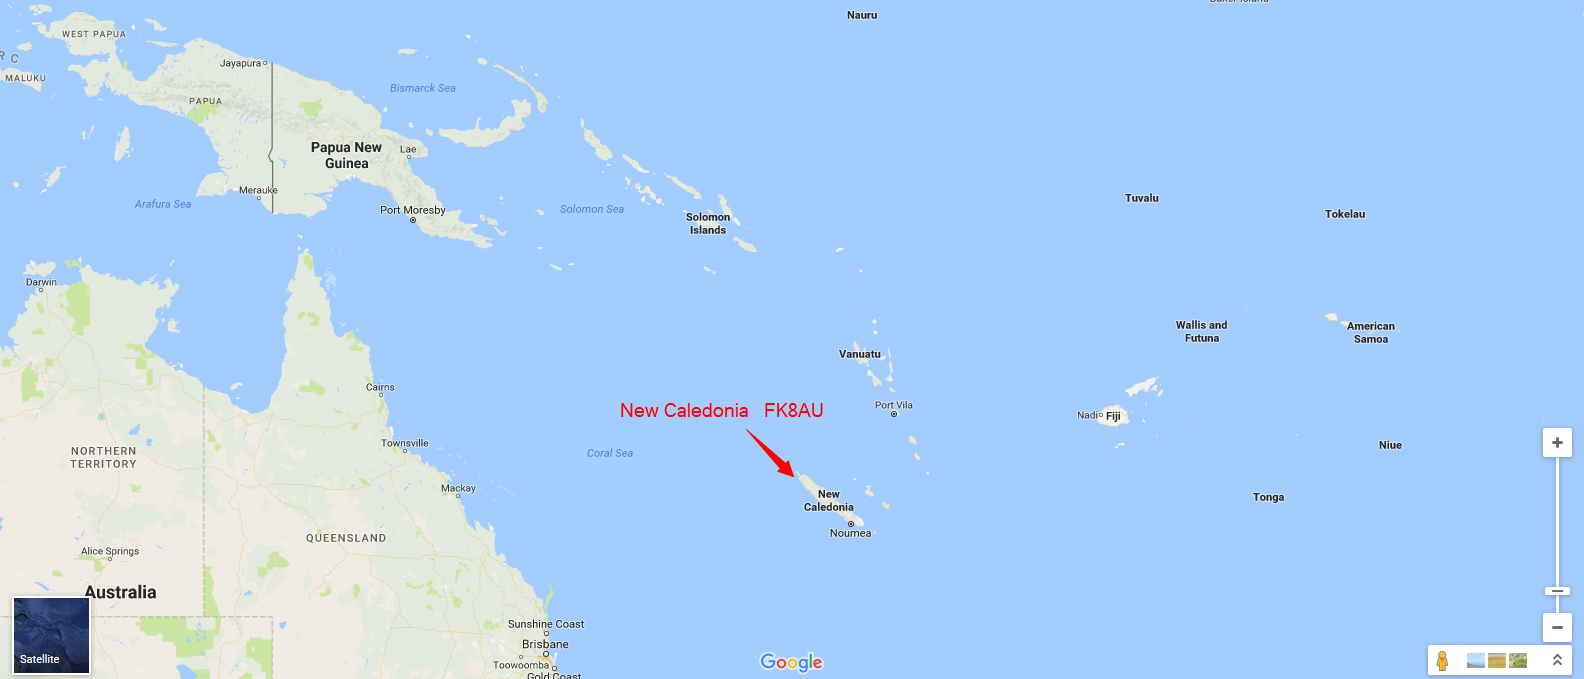 Nauru
WEST PAPUA
R C
MALUKU
Jayapura
PAPUA
Bismarck Sea
Papua New
Guinea
Lae
Merauke
Arafura Sea
Port Moresby
Solomon Sea
Solomon
Islands
Tuvalu
Tokelau
Darwin
Wallis and
Futuna
American
Samoa
Vanuatu
Cairns
Port Vila
Nadi
Fiji
New Caledonia FK8AU
Townsville
Coral Sea
Niue
NORTHERN
TERRITORY
Mackay
New
Caledonia
Tonga
Noumea
QUEENSLAND
Alice Springs
Australia
Sunshine Coast
Brisbane
Toowoomba
Gold Coast
Satellite
Google